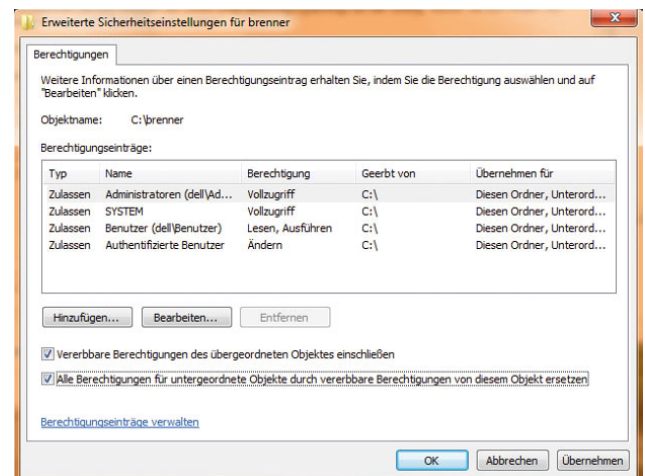 Erweiterte Sicherheitseinstellungen für brenner
Berechtigungen
Weitere Informationen über einen Berechtigungseintrag erhalten Sie, indem Sie die Berechtigung auswählen und auf
"Bearbeiten" klicken.
Objektname: C:\brenner
Berechtigungseinträge:
Typ Name Berechtigung Geerbt von Übernehmen für
Zulassen Administratoren (dell\Ad... Vollzugriff C:\ Diesen Ordner, Unterord...
Zulassen SYSTEM Vollzugriff C:\ Diesen Ordner, Unterord...
Zulassen Benutzer (dell\Benutzer) Lesen, Ausführen C:\ Diesen Ordner, Unterord...
Zulassen Authentifizierte Benutzer Ändern C:\ Diesen Ordner, Unterord...
Hinzufügen... Bearbeiten... Entfernen
Vererbbare Berechtigungen des übergeordneten Objektes einschließen
Alle Berechtigungen für untergeordnete Objekte durch vererbbare Berechtigungen von diesem Objekt ersetzen
Berechtigungseinträge verwalten
OK Abbrechen Übernehmen